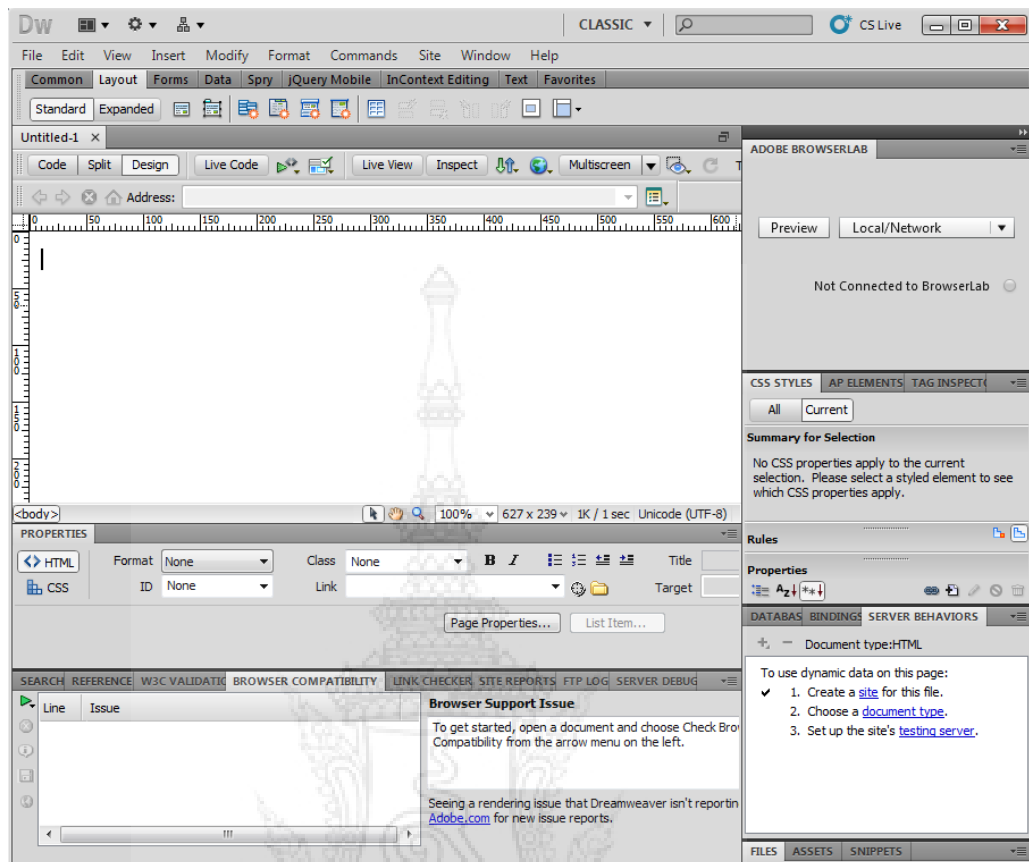 Dw CLASSIC CS Live
File Edit View Insert Modify Format Commands Site Window Help
Common Layout Forms Data Spry jQuery Mobile InContext Editing Text Favorites
Standard Expanded
Untitled-1
Code Split Design Live Code Live View Inspect Multiscreen T
Address:
0 50 100 150 200 250 300 350 400 450 500 550 600
0
50
100
150
200
<body> 100% 627 x 239 1K / 1 sec Unicode (UTF-8)
PROPERTIES
<> HTML Format None Class None B I Title
CSS ID None Link Target
Page Properties... List Item...
SEARCH REFERENCE W3C VALIDATIC BROWSER COMPATIBILITY LINK CHECKER SITE REPORTS FTP LOG SERVER DEBUG
Line Issue
Browser Support Issue
To get started, open a document and choose Check Bro
Compatibility from the arrow menu on the left.
Seeing a rendering issue that Dreamweaver isn't reportin
Adobe.com for new issue reports.
ADOBE BROWSERLAB
Preview Local/Network
Not Connected to BrowserLab
CSS STYLES AP ELEMENTS TAG INSPECT
All Current
Summary for Selection
No CSS properties apply to the current
selection. Please select a styled element to see
which CSS properties apply.
Rules
Properties
AZ **
DATABAS BINDINGS SERVER BEHAVIORS
Document type:HTML
To use dynamic data on this page:
1. Create a site for this file.
2. Choose a document type.
3. Set up the site's testing server.
FILES ASSETS SNIPPETS